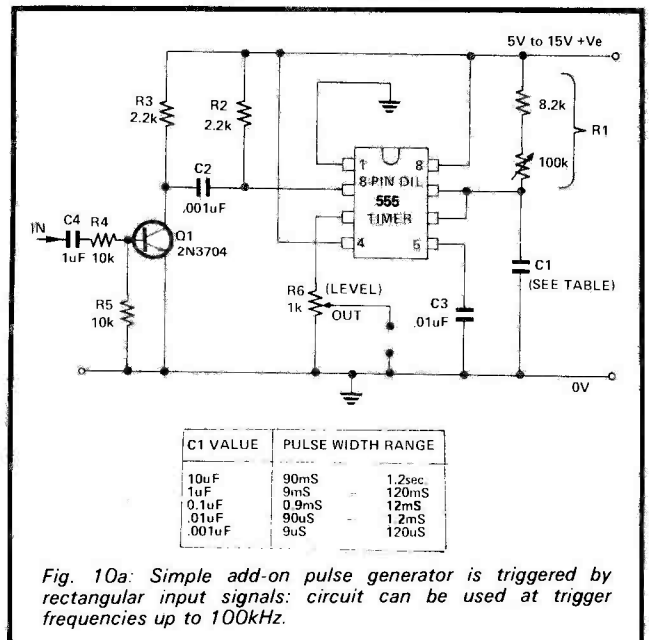 5V to 15V +Ve
R3
2.2k
R2
2.2k
8.2k
R1
100k
C2
.001uF
1
8
8-PIN DIL
555
TIMER
4
5
IN
C4
1uF
R4
10k
Q1
2N3704
R5
10k
R6
1k
(LEVEL)
OUT
C3
.01uF
C1
(SEE TABLE)
0V
C1 VALUE PULSE WIDTH RANGE
10uF 90mS - 1.2sec
1uF 9mS - 120mS
0.1uF 0.9mS - 12mS
.01uF 90uS - 1.2mS
.001uF 9uS - 120uS
Fig. 10a: Simple add-on pulse generator is triggered by
rectangular input signals: circuit can be used at trigger
frequencies up to 100kHz.